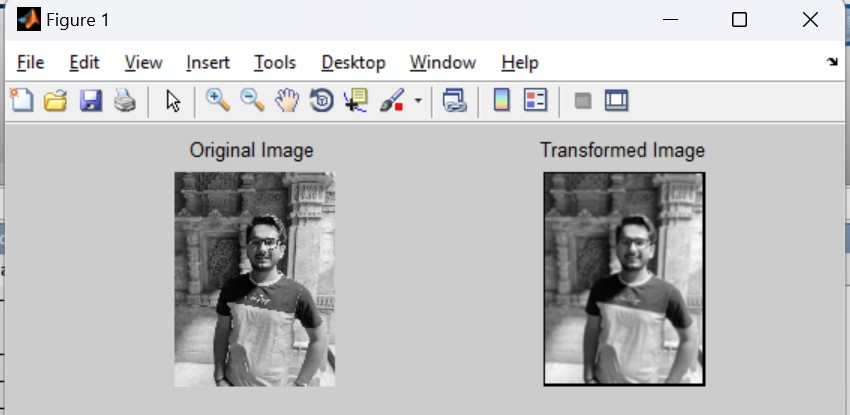 Figure 1
File Edit View Insert Tools Desktop Window Help
Original Image Transformed Image